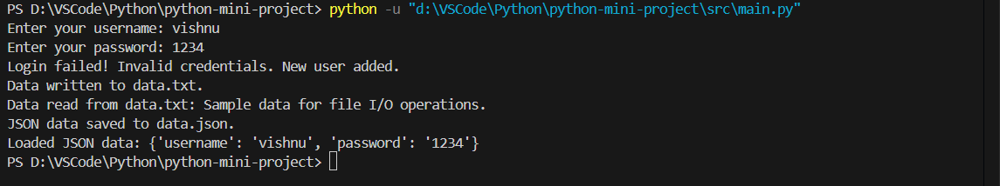 PS D:\VSCode\Python\python-mini-project> python -u "d:\VSCode\Python\python-mini-project\src\main.py"
Enter your username: vishnu
Enter your password: 1234
Login failed! Invalid credentials. New user added.
Data written to data.txt.
Data read from data.txt: Sample data for file I/O operations.
JSON data saved to data.json.
Loaded JSON data: {'username': 'vishnu', 'password': '1234'}
PS D:\VSCode\Python\python-mini-project>